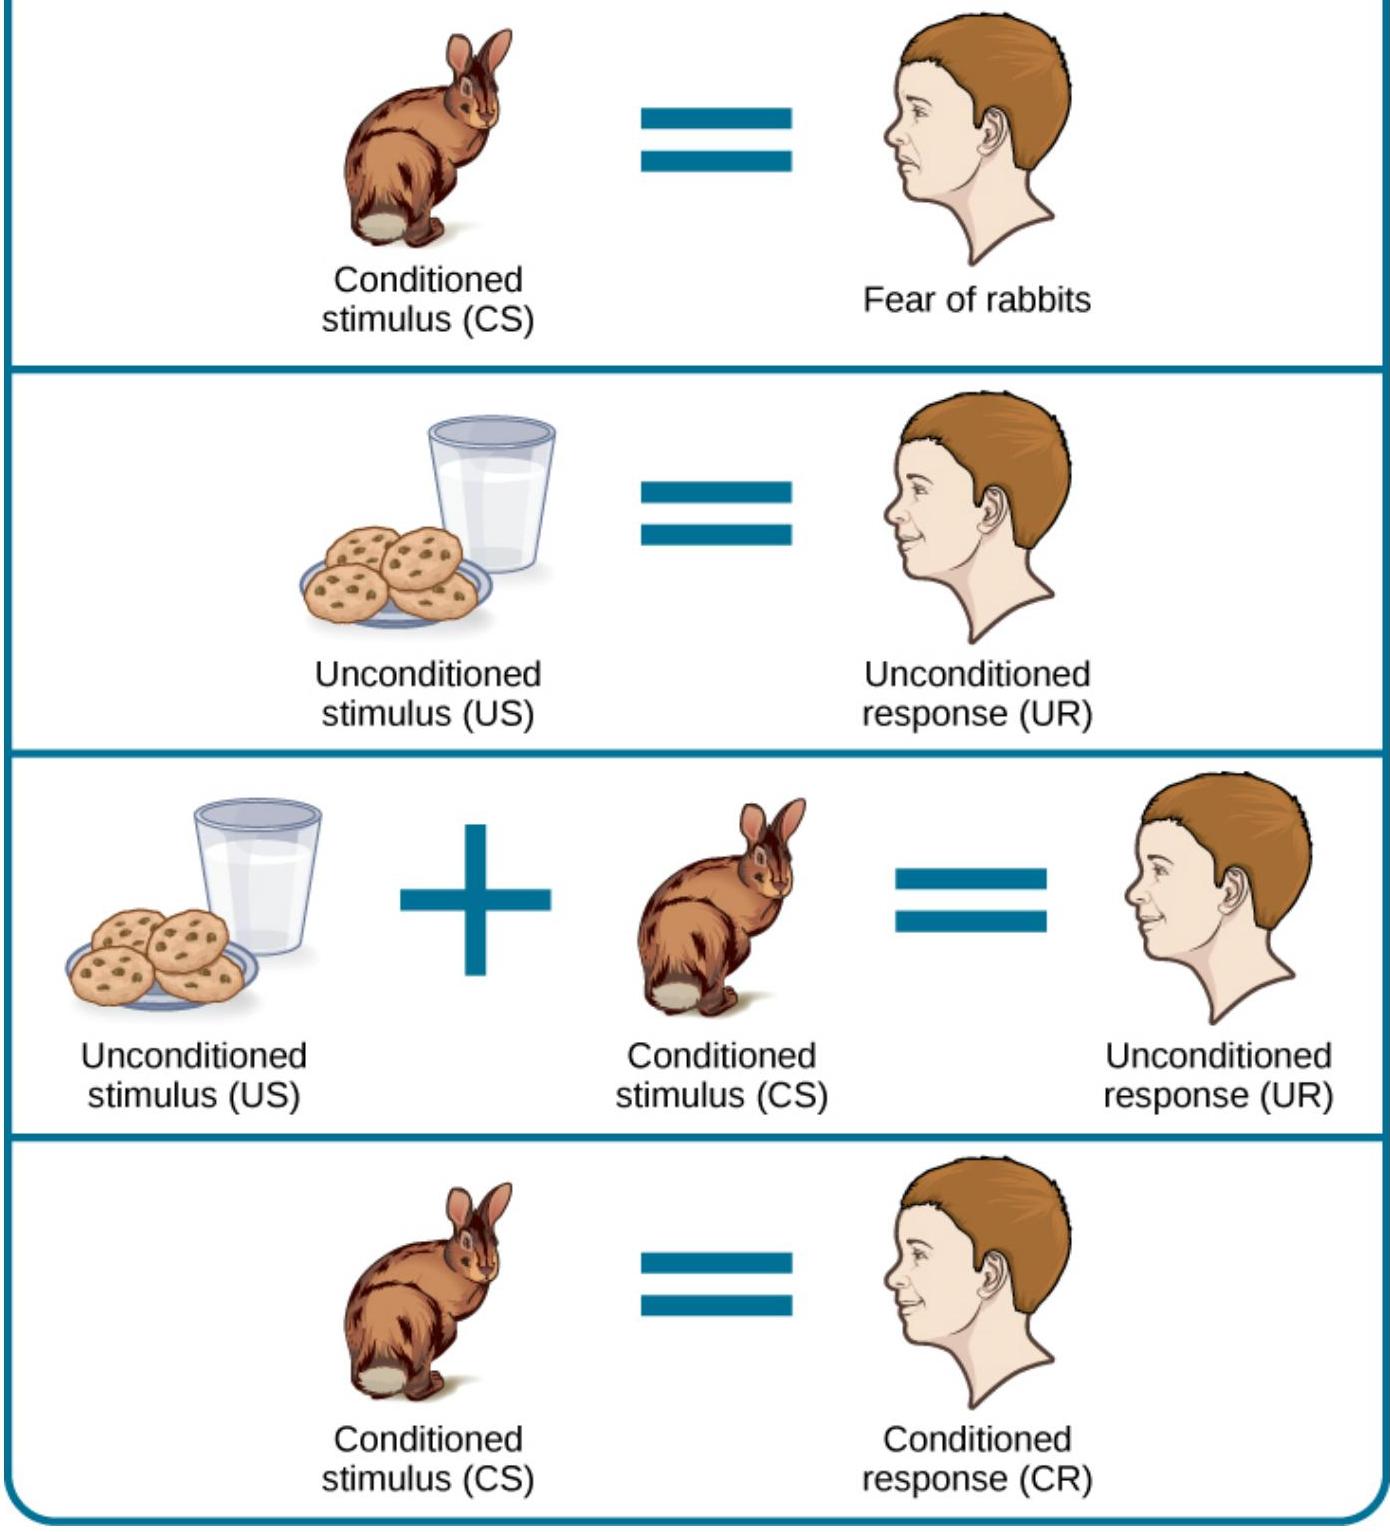 Conditioned
stimulus (CS)
Fear of rabbits
Unconditioned
stimulus (US)
Unconditioned
response (UR)
Unconditioned
stimulus (US)
Conditioned
stimulus (CS)
Unconditioned
response (UR)
Conditioned
stimulus (CS)
Conditioned
response (CR)